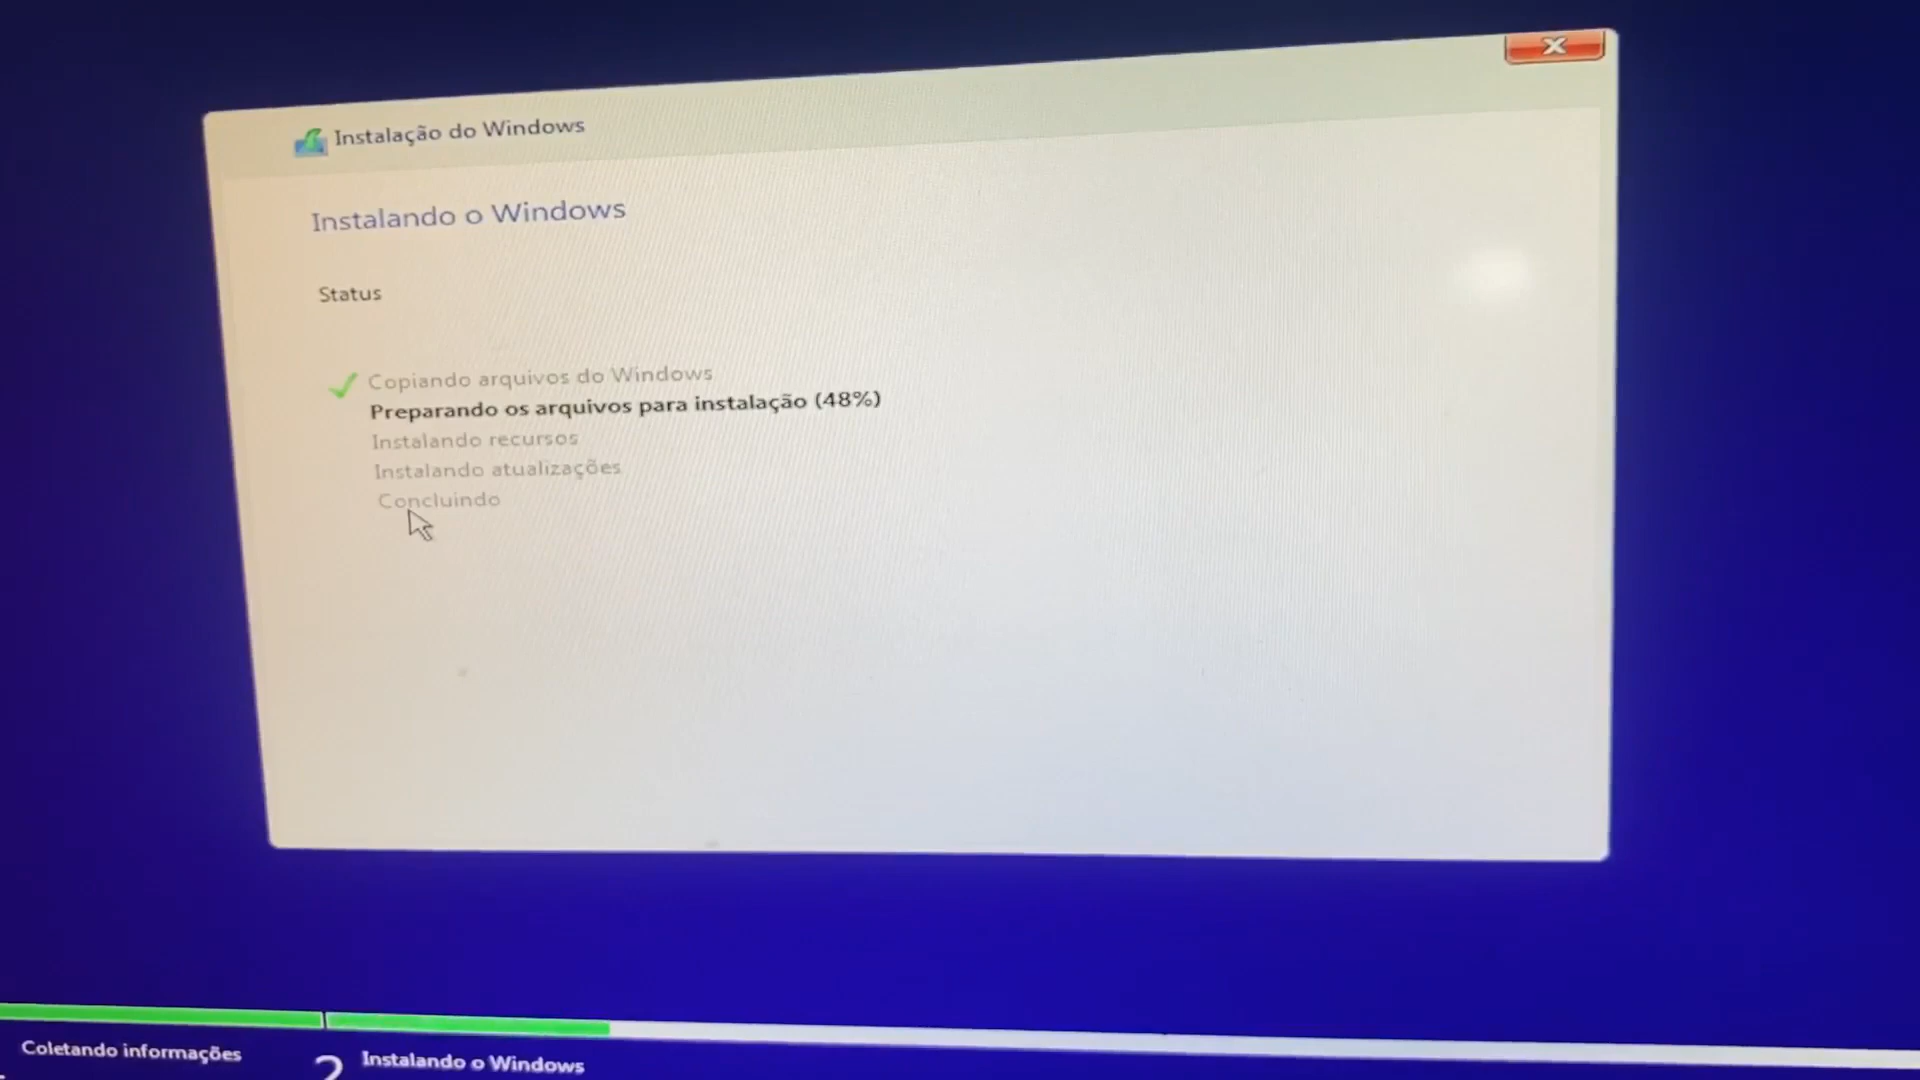 Instalação do Windows
Instalando o Windows
Status
Copiando arquivos do Windows
Preparando os arquivos para instalação (48%)
Instalando recursos
Instalando atualizações
Concluindo
Coletando informações
2 Instalando o Windows